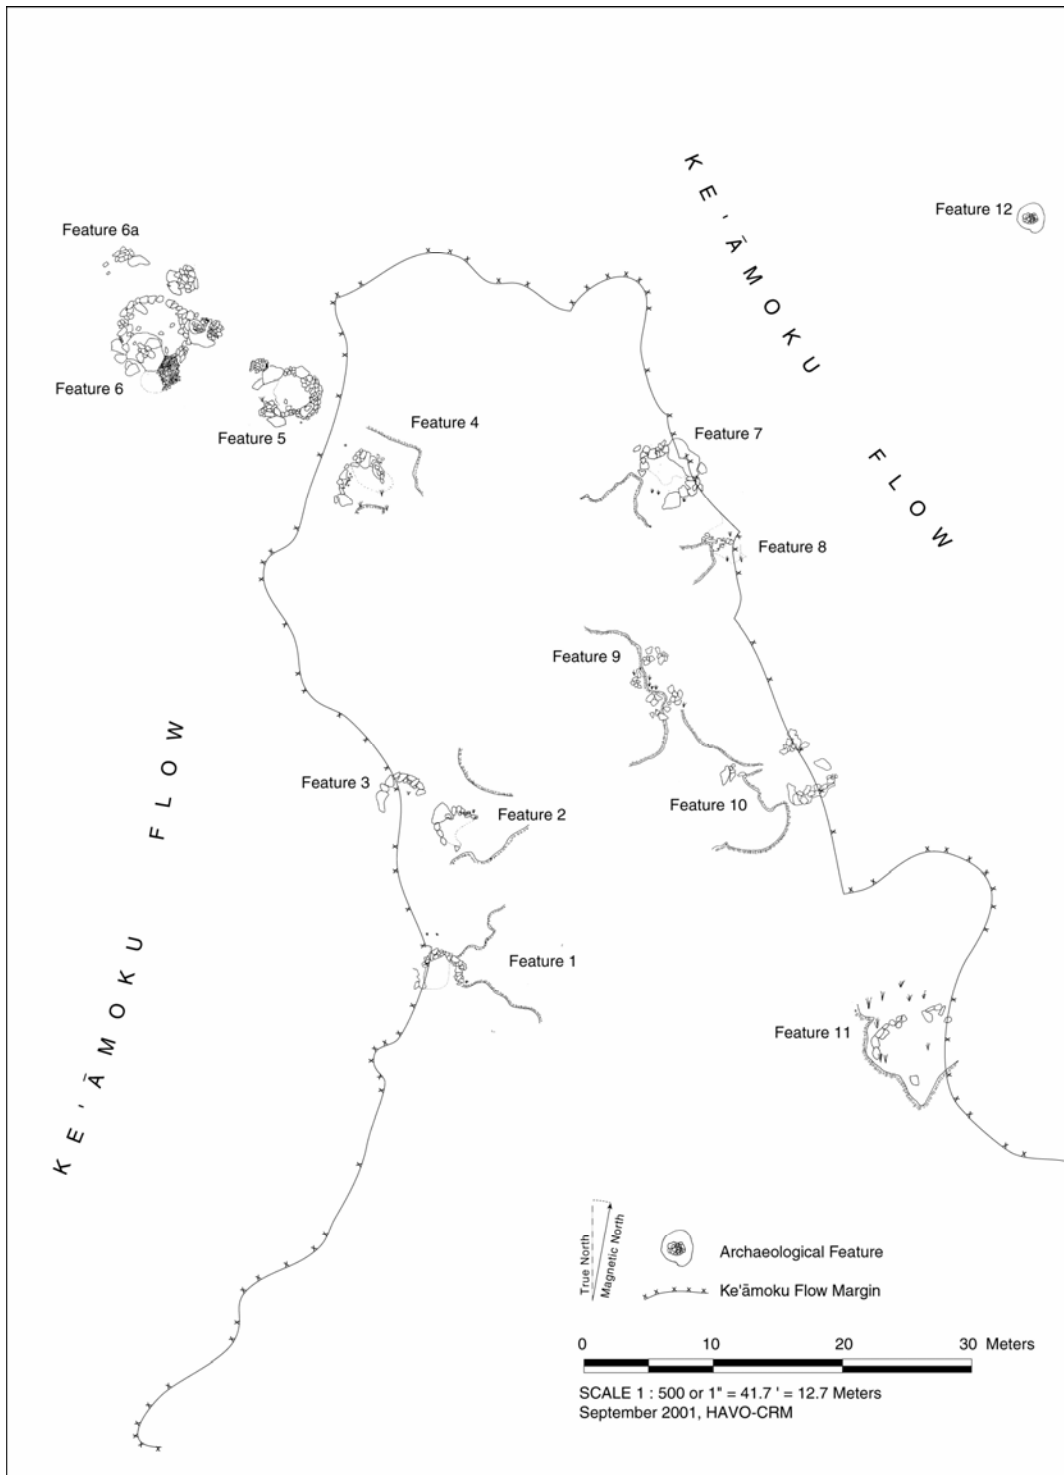 KE'ĀMOKU FLOW
Feature 12
Feature 6a
Feature 6
Feature 5
Feature 4
Feature 7
Feature 8
Feature 9
Feature 3
Feature 2
Feature 10
Feature 1
Feature 11
KE'ĀMOKU FLOW
True North
Magnetic North
Archaeological Feature
Ke'āmoku Flow Margin
0 10 20 30 Meters
SCALE 1 : 500 or 1" = 41.7 ' = 12.7 Meters
September 2001, HAVO-CRM